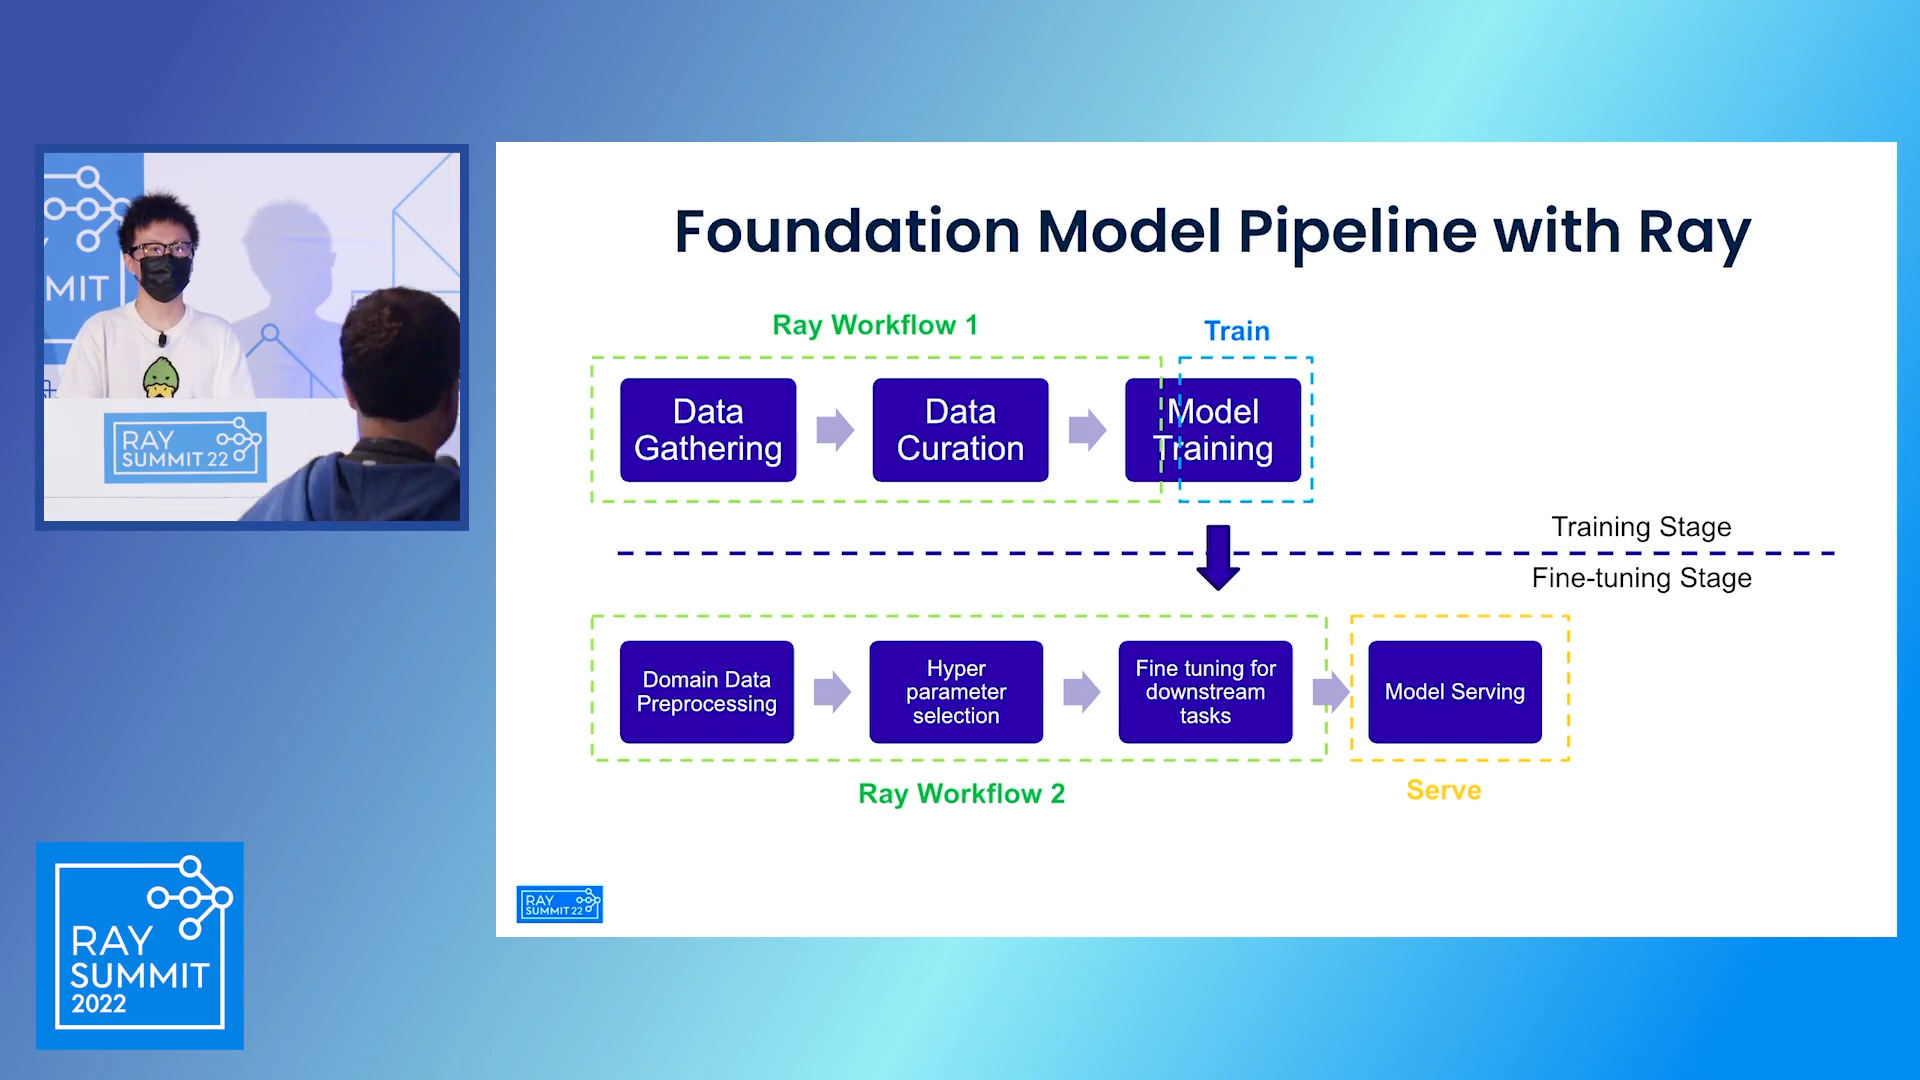 MIT
RAY
SUMMIT 22
RAY
SUMMIT
2022
Foundation Model Pipeline with Ray
Ray Workflow 1
Train
Data
Gathering
Data
Curation
Model
Training
Training Stage
Fine-tuning Stage
Domain Data
Preprocessing
Hyper
parameter
selection
Fine tuning for
downstream
tasks
Model Serving
Ray Workflow 2
Serve
RAY
SUMMIT 22